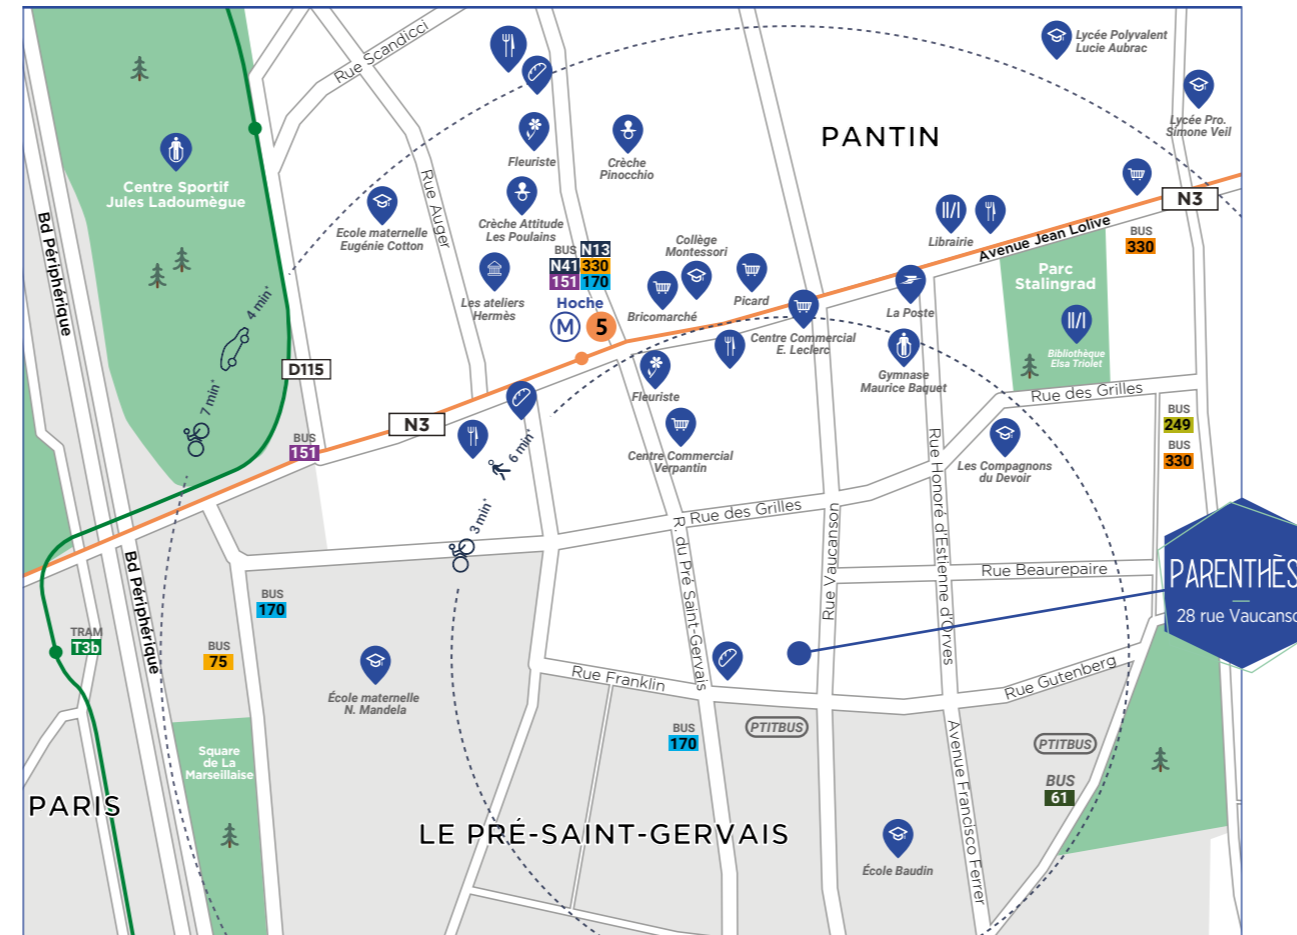 Rue Scandicci
Lycée Polyvalent
Lucie Aubrac
Lycée Pro.
Simone Veil
PANTIN
Fleuriste
Crèche
Pinocchio
Centre Sportif
Jules Ladoumègue
Rue Auger
Ecole maternelle
Eugénie Cotton
Crèche Attitude
Les Poulains
N3
Librairie
Avenue Jean Lolive
BUS
330
Bd Périphérique
BUS N13
N41 330
151 170
Collège
Montessori
Les ateliers
Hermès
Hoche
M 5
Bricomarché
Picard
La Poste
Parc
Stalingrad
4 min*
Centre Commercial
E. Leclerc
Bibliothèque
Elsa Triolet
D115
Gymnase
Maurice Baquet
7 min*
Fleuriste
Rue des Grilles
N3
BUS
249
BUS
330
BUS
151
6 min*
Centre Commercial
Verpantin
Les Compagnons
du Devoir
Rue Honoré d'Estienne d'Orves
3 min*
Rue des Grilles
R. du Pré Saint-Gervais
Rue Vaucanson
Bd Périphérique
Rue Beaurepaire
PARENTHÈS
28 rue Vaucanso
BUS
170
TRAM
T3b
BUS
75
École maternelle
N. Mandela
Rue Franklin
Rue Gutenberg
BUS
170
PTITBUS
Avenue Francisco Ferrer
PTITBUS
Square
de La
Marseillaise
BUS
61
PARIS
LE PRÉ-SAINT-GERVAIS
École Baudin